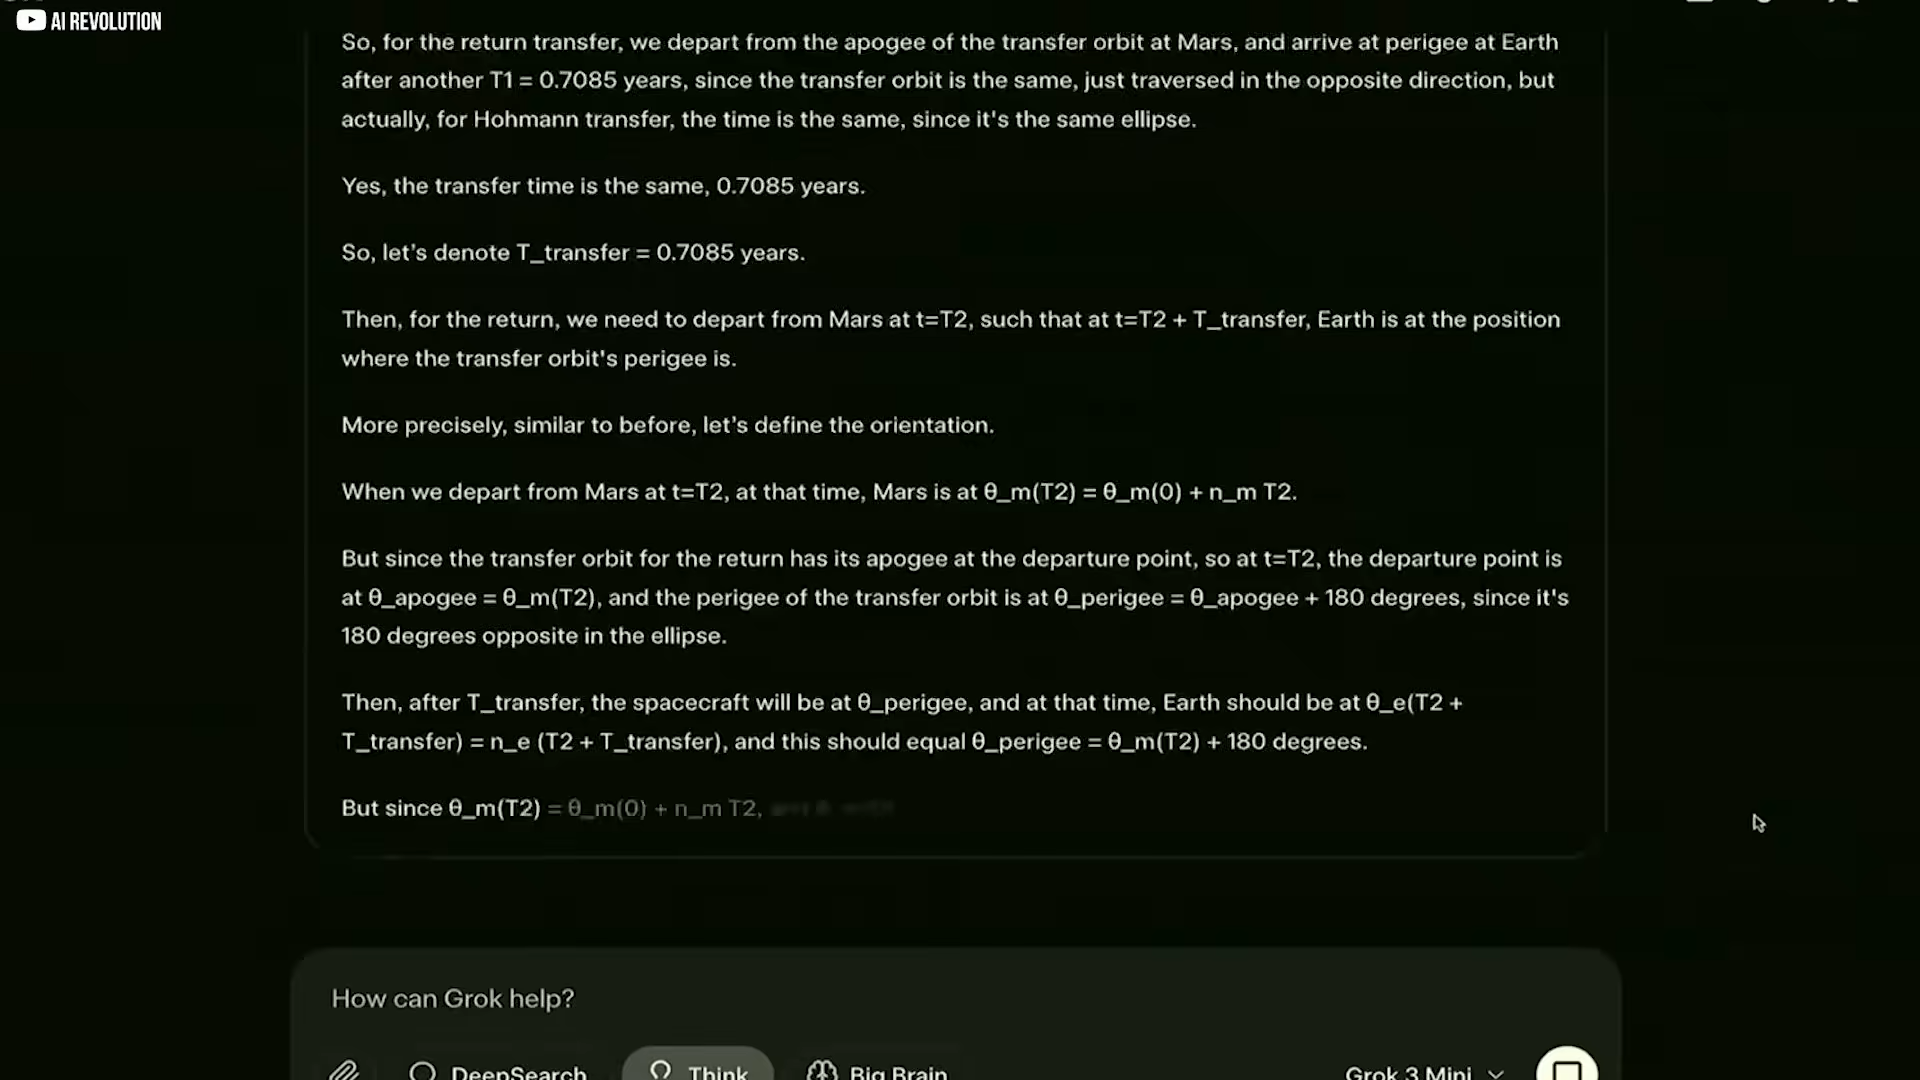 AI REVOLUTION
So, for the return transfer, we depart from the apogee of the transfer orbit at Mars, and arrive at perigee at Earth
after another T1 = 0.7085 years, since the transfer orbit is the same, just traversed in the opposite direction, but
actually, for Hohmann transfer, the time is the same, since it's the same ellipse.
Yes, the transfer time is the same, 0.7085 years.
So, let's denote T_transfer = 0.7085 years.
Then, for the return, we need to depart from Mars at t=T2, such that at t=T2 + T_transfer, Earth is at the position
where the transfer orbit's perigee is.
More precisely, similar to before, let's define the orientation.
When we depart from Mars at t=T2, at that time, Mars is at θ_m(T2) = θ_m(0) + n_m T2.
But since the transfer orbit for the return has its apogee at the departure point, so at t=T2, the departure point is
at θ_apogee = θ_m(T2), and the perigee of the transfer orbit is at θ_perigee = θ_apogee + 180 degrees, since it's
180 degrees opposite in the ellipse.
Then, after T_transfer, the spacecraft will be at θ_perigee, and at that time, Earth should be at θ_e(T2 +
T_transfer) = n_e (T2 + T_transfer), and this should equal θ_perigee = θ_m(T2) + 180 degrees.
But since θ_m(T2) = θ_m(0) + n_m T2,
How can Grok help?
DeepSearch Think Big Brain Grok 3 Mini